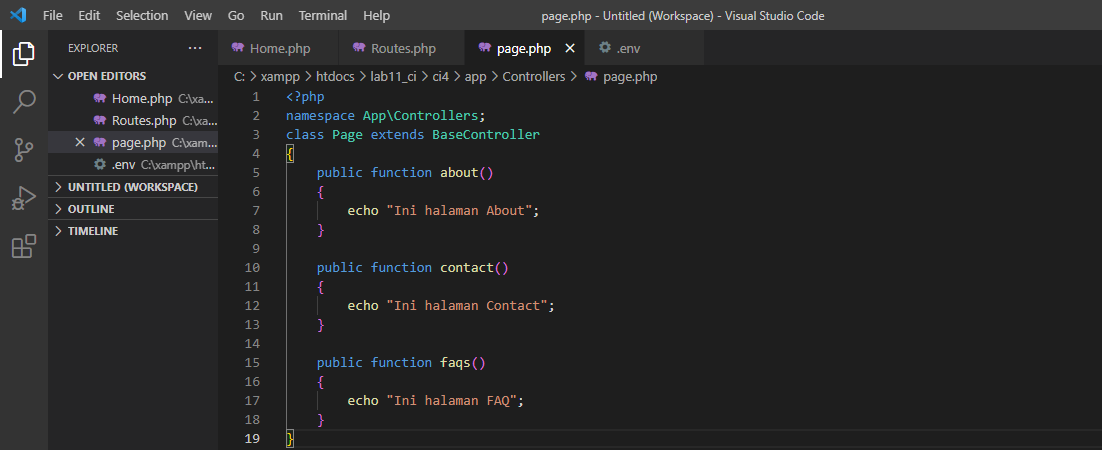 File Edit Selection View Go Run Terminal Help page.php - Untitled (Workspace) - Visual Studio Code
EXPLORER ...
OPEN EDITORS
Home.php C:\xa...
Routes.php C:\xa...
page.php C:\xam...
.env C:\xampp\ht...
UNTITLED (WORKSPACE)
OUTLINE
TIMELINE
Home.php Routes.php page.php .env
C: > xampp > htdocs > lab11_ci > ci4 > app > Controllers > page.php
1 <?php
2 namespace App\Controllers;
3 class Page extends BaseController
4 {
5 public function about()
6 {
7 echo "Ini halaman About";
8 }
9
10 public function contact()
11 {
12 echo "Ini halaman Contact";
13 }
14
15 public function faqs()
16 {
17 echo "Ini halaman FAQ";
18 }
19 }